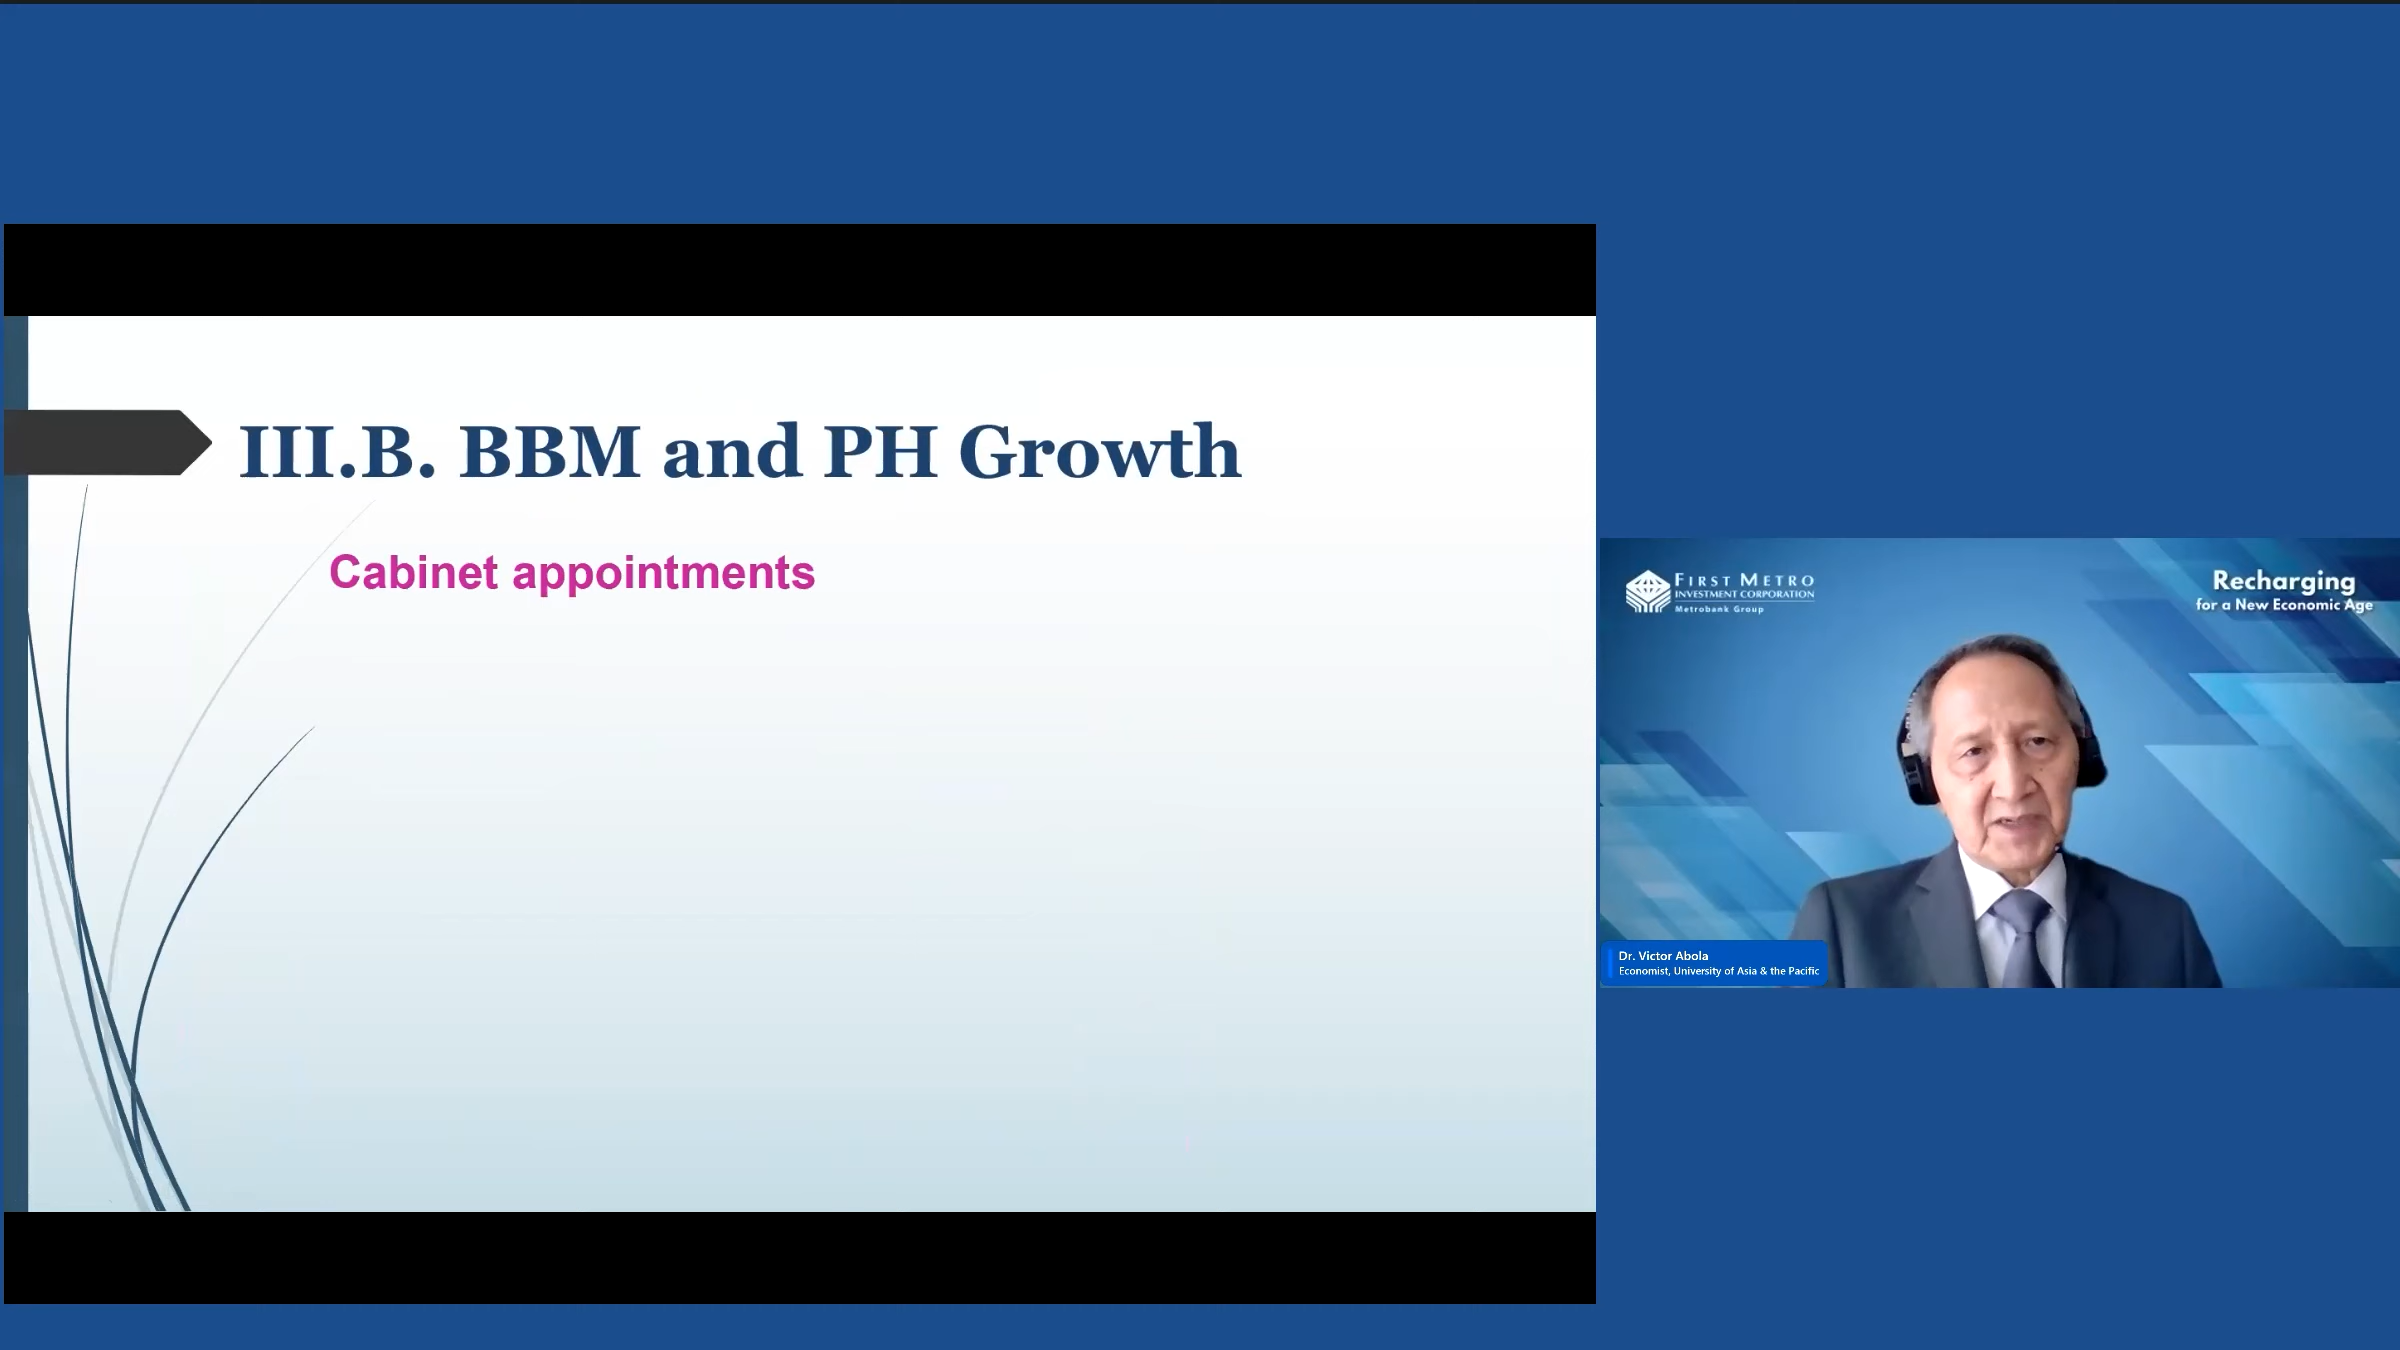 III.B. BBM and PH Growth
Cabinet appointments
FIRST METRO
INVESTMENT CORPORATION
Metrobank Group
Recharging
for a New Economic Age
Dr. Victor Abola
Economist, University of Asia & the Pacific